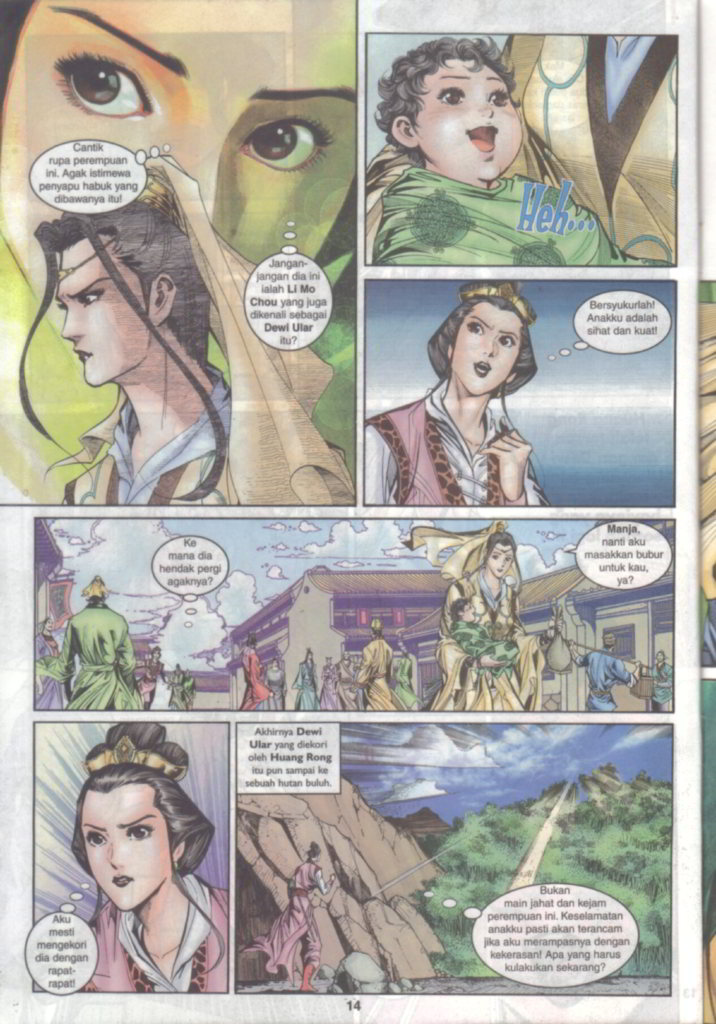 Cantik
rupa perempuan
ini. Agak istimewa
penyapu habuk yang
dibawanya itu!
Jangan-
jangan dia ini
ialah Li Mo
Chou yang juga
dikenali sebagai
Dewi Ular
itu?
Heh...
Bersyukurlah!
Anakku adalah
sihat dan kuat!
Ke
mana dia
hendak pergi
agaknya?
Manja,
nanti aku
masakkan bubur
untuk kau,
ya?
Aku
mesti
mengekori
dia dengan
rapat-
rapat!
Akhirnya Dewi
Ular yang diekori
oleh Huang Rong
itu pun sampai ke
sebuah hutan buluh.
Bukan
main jahat dan kejam
perempuan ini. Keselamatan
anakku pasti akan terancam
jika aku merampasnya dengan
kekerasan! Apa yang harus
kulakukan sekarang?
14